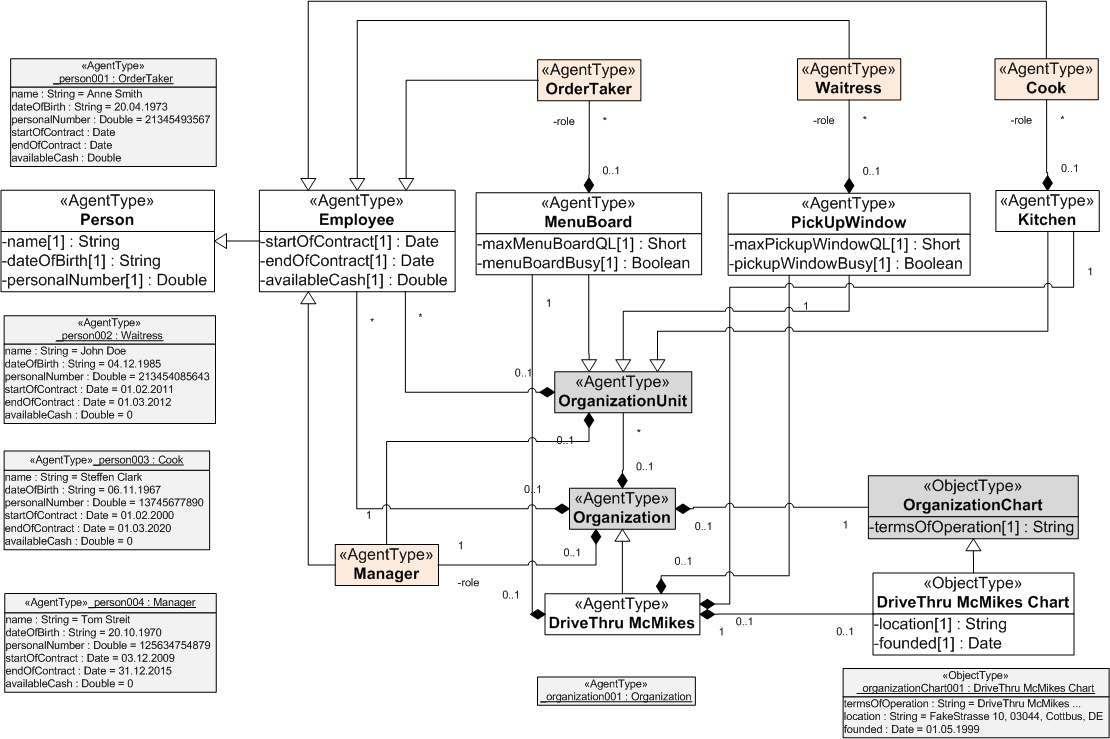 «AgentType»
OrderTaker
«AgentType»
Waitress
«AgentType»
Cook
-role
*
0..1
-role
*
0..1
-role
*
0..1
«AgentType»
_person001 : OrderTaker
name : String = Anne Smith
dateOfBirth : String = 20.04.1973
personalNumber : Double = 21345493567
startOfContract : Date
endOfContract : Date
availableCash : Double
«AgentType»
Person
-name[1] : String
-dateOfBirth[1] : String
-personalNumber[1] : Double
«AgentType»
Employee
-startOfContract[1] : Date
-endOfContract[1] : Date
-availableCash[1] : Double
«AgentType»
MenuBoard
-maxMenuBoardQL[1] : Short
-menuBoardBusy[1] : Boolean
«AgentType»
PickUpWindow
-maxPickupWindowQL[1] : Short
-pickupWindowBusy[1] : Boolean
«AgentType»
Kitchen
1
1
1
*
*
«AgentType»
_person002 : Waitress
name : String = John Doe
dateOfBirth : String = 04.12.1985
personalNumber : Double = 213454085643
startOfContract : Date = 01.02.2011
endOfContract : Date = 01.03.2012
availableCash : Double = 0
0..1
«AgentType»
OrganizationUnit
0..1
*
0..1
«AgentType» _person003 : Cook
name : String = Steffen Clark
dateOfBirth : String = 06.11.1967
personalNumber : Double = 13745677890
startOfContract : Date = 01.02.2000
endOfContract : Date = 01.03.2020
availableCash : Double = 0
0..1
1
«AgentType»
Organization
0..1
1
«ObjectType»
OrganizationChart
-termsOfOperation[1] : String
«AgentType»
Manager
1
-role
0..1
0..1
0..1
«AgentType»
DriveThru McMikes
0..1
1
0..1
«ObjectType»
DriveThru McMikes Chart
-location[1] : String
-founded[1] : Date
«AgentType» _person004 : Manager
name : String = Tom Streit
dateOfBirth : String = 20.10.1970
personalNumber : Double = 125634754879
startOfContract : Date = 03.12.2009
endOfContract : Date = 31.12.2015
availableCash : Double = 0
«AgentType»
_organization001 : Organization
«ObjectType»
_organizationChart001 : DriveThru McMikes Chart
termsOfOperation : String = DriveThru McMikes ...
location : String = FakeStrasse 10, 03044, Cottbus, DE
founded : Date = 01.05.1999